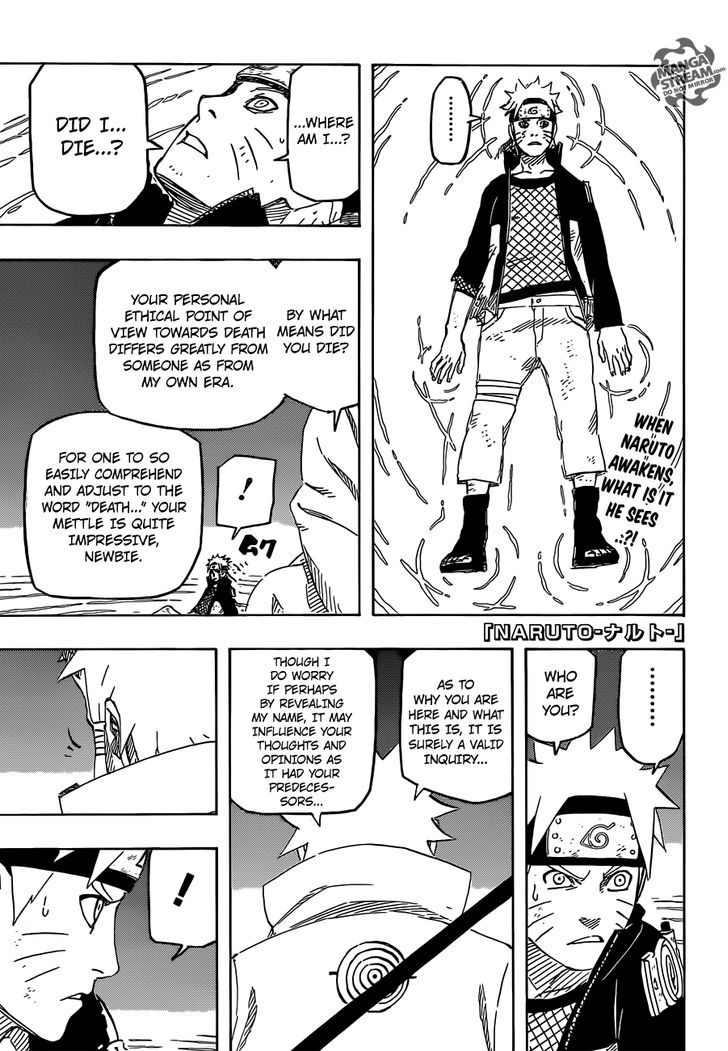 MANGA
STREAM.com
DO NOT MIRROR!
........
WHEN
NARUTO
AWAKENS,
WHAT IS IT
HE SEES
..?!
『NARUTO-ナルト-』
...WHERE
AM I...?
DID I...
DIE...?
BY WHAT
MEANS DID
YOU DIE?
YOUR PERSONAL
ETHICAL POINT OF
VIEW TOWARDS DEATH
DIFFERS GREATLY FROM
SOMEONE AS FROM
MY OWN ERA.
!
FOR ONE TO SO
EASILY COMPREHEND
AND ADJUST TO THE
WORD "DEATH..." YOUR
METTLE IS QUITE
IMPRESSIVE,
NEWBIE.
........
WHO
ARE
YOU?
AS TO
WHY YOU ARE
HERE AND WHAT
THIS IS, IT IS
SURELY A VALID
INQUIRY...
THOUGH I
DO WORRY
IF PERHAPS
BY REVEALING
MY NAME, IT MAY
INFLUENCE YOUR
THOUGHTS AND
OPINIONS AS
IT HAD YOUR
PREDECES-
SORS...
!